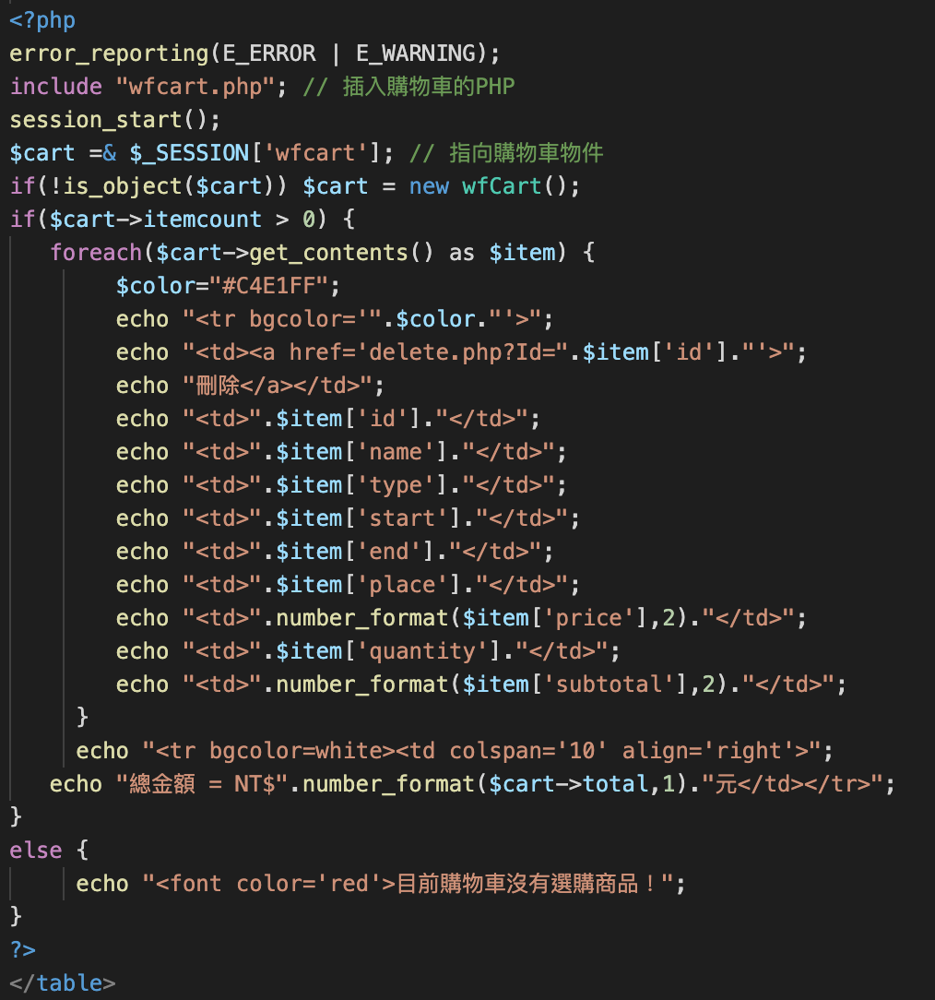 <?php
error_reporting(E_ERROR | E_WARNING);
include "wfcart.php"; // 插入購物車的PHP
session_start();
$cart =& $_SESSION['wfcart']; // 指向購物車物件
if(!is_object($cart)) $cart = new wfCart();
if($cart->itemcount > 0) {
   foreach($cart->get_contents() as $item) {
        $color="#C4E1FF";
        echo "<tr bgcolor='".$color."'>";
        echo "<td><a href='delete.php?Id=".$item['id']."'>";
        echo "刪除</a></td>";
        echo "<td>".$item['id']."</td>";
        echo "<td>".$item['name']."</td>";
        echo "<td>".$item['type']."</td>";
        echo "<td>".$item['start']."</td>";
        echo "<td>".$item['end']."</td>";
        echo "<td>".$item['place']."</td>";
        echo "<td>".number_format($item['price'],2)."</td>";
        echo "<td>".$item['quantity']."</td>";
        echo "<td>".number_format($item['subtotal'],2)."</td>";
     }
     echo "<tr bgcolor=white><td colspan='10' align='right'>";
   echo "總金額 = NT$".number_format($cart->total,1)."元</td></tr>";
}
else {
     echo "<font color='red'>目前購物車沒有選購商品！";
}
?>
</table>